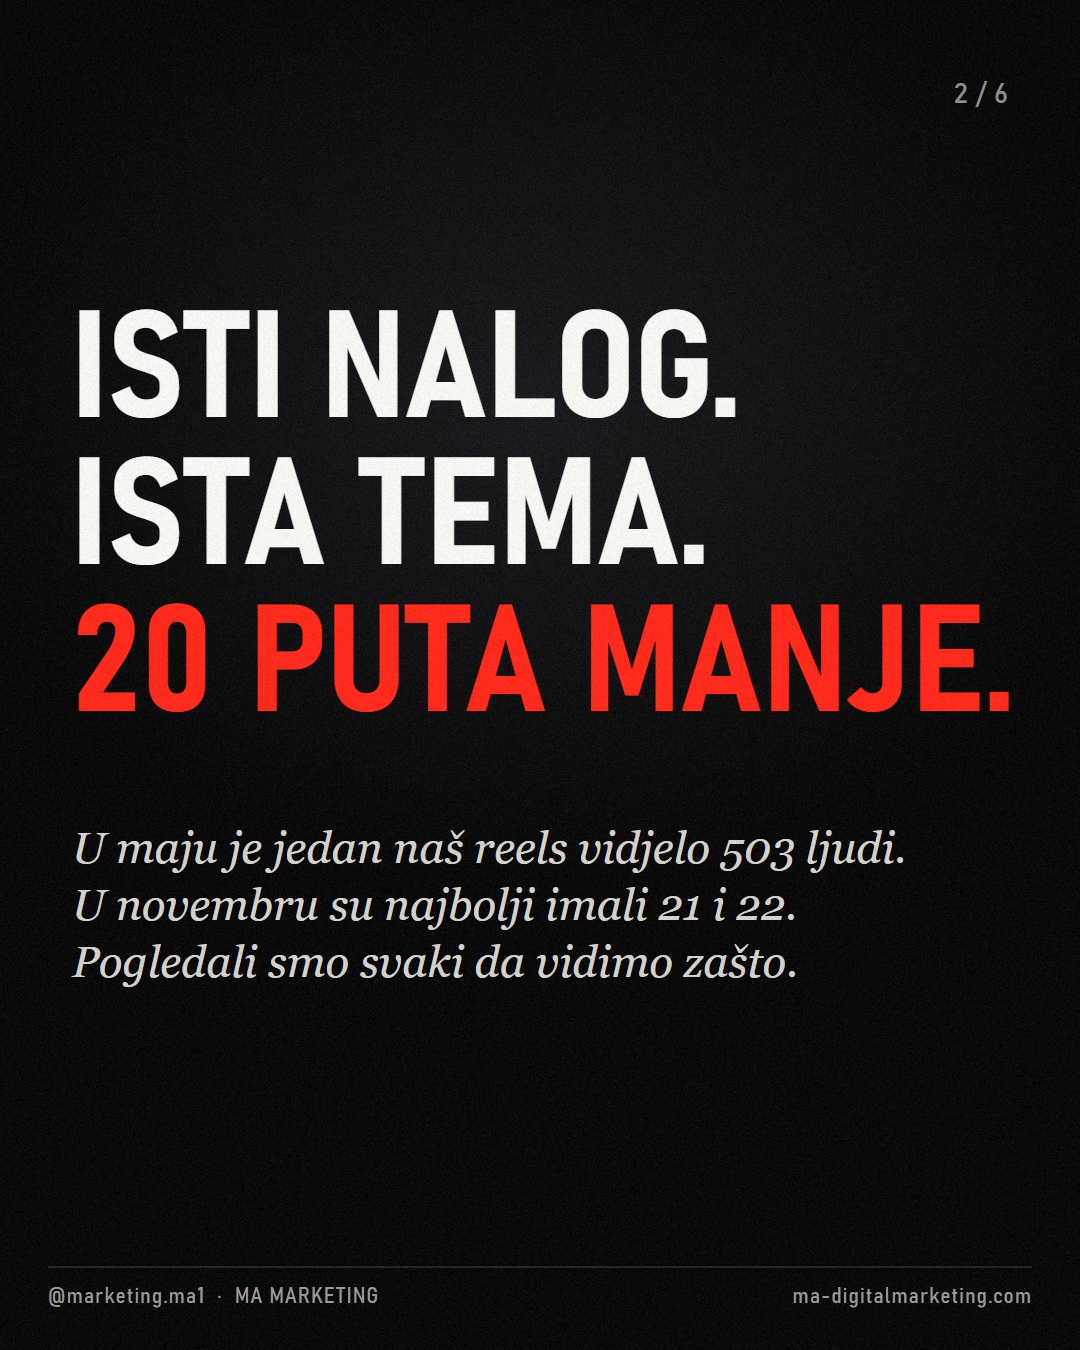 2 / 6
ISTI NALOG.
ISTA TEMA.
20 PUTA MANJE.
U maju je jedan naš reels vidjelo 503 ljudi.
U novembru su najbolji imali 21 i 22.
Pogledali smo svaki da vidimo zašto.
@marketing.ma1 · MA MARKETING
ma-digitalmarketing.com